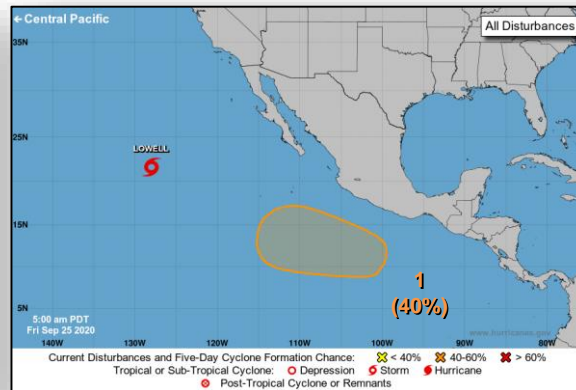 ←Central Pacific
All Disturbances
35N
25N
LOWELL
15N
1
(40%)
5N
5:00 am PDT
Fri Sep 25 2020
www.hurricanes.gov
130W 120W 110W 100W 90W 80W
Current Disturbances and Five-Day Cyclone Formation Chance: < 40% 40-60% > 60%
Tropical or Sub-Tropical Cyclone: Depression Storm Hurricane
Post-Tropical Cyclone or Remnants